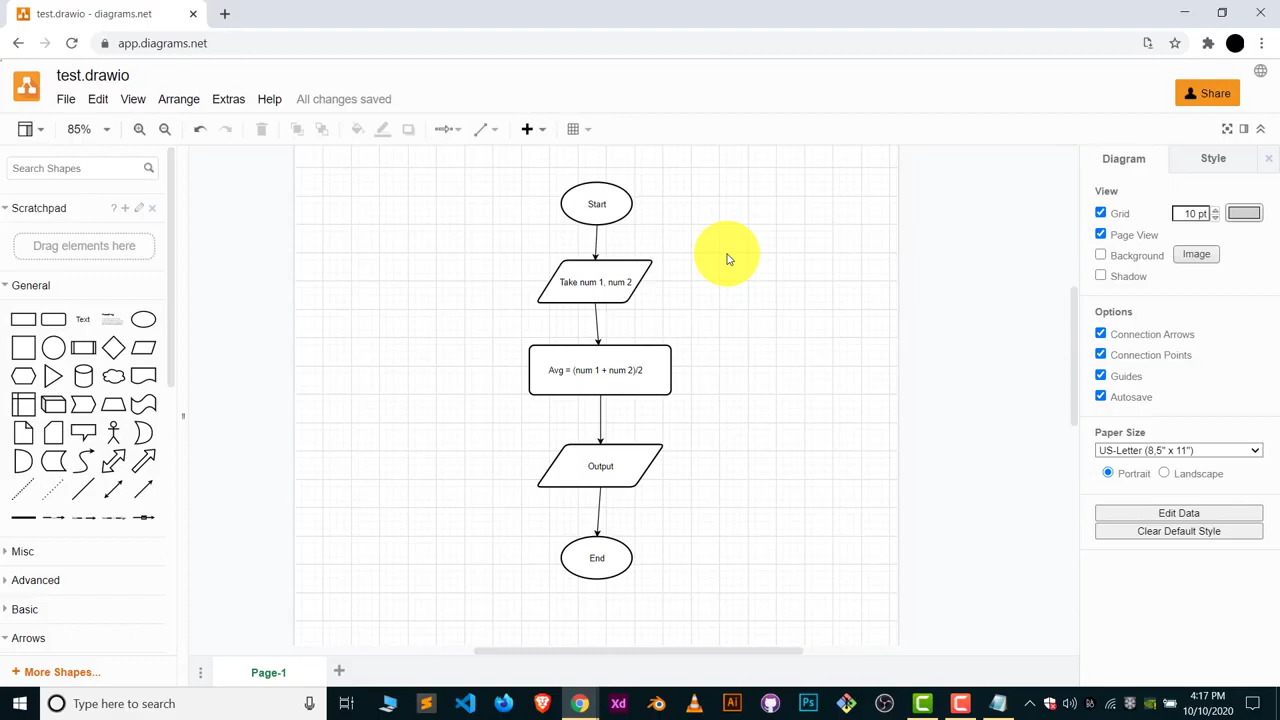 test.drawio - diagrams.net
app.diagrams.net
test.drawio
File Edit View Arrange Extras Help All changes saved
Share
85%
Search Shapes
Scratchpad
?
Drag elements here
General
Text
Heading
Misc
Advanced
Basic
Arrows
+ More Shapes...
Start
Take num 1, num 2
Avg = (num 1 + num 2)/2
Output
End
Page-1
Diagram Style
View
Grid 10 pt
Page View
Background Image
Shadow
Options
Connection Arrows
Connection Points
Guides
Autosave
Paper Size
US-Letter (8,5" x 11")
Portrait Landscape
Edit Data
Clear Default Style
Type here to search
Xd
Ai
Ps
4:17 PM
10/10/2020